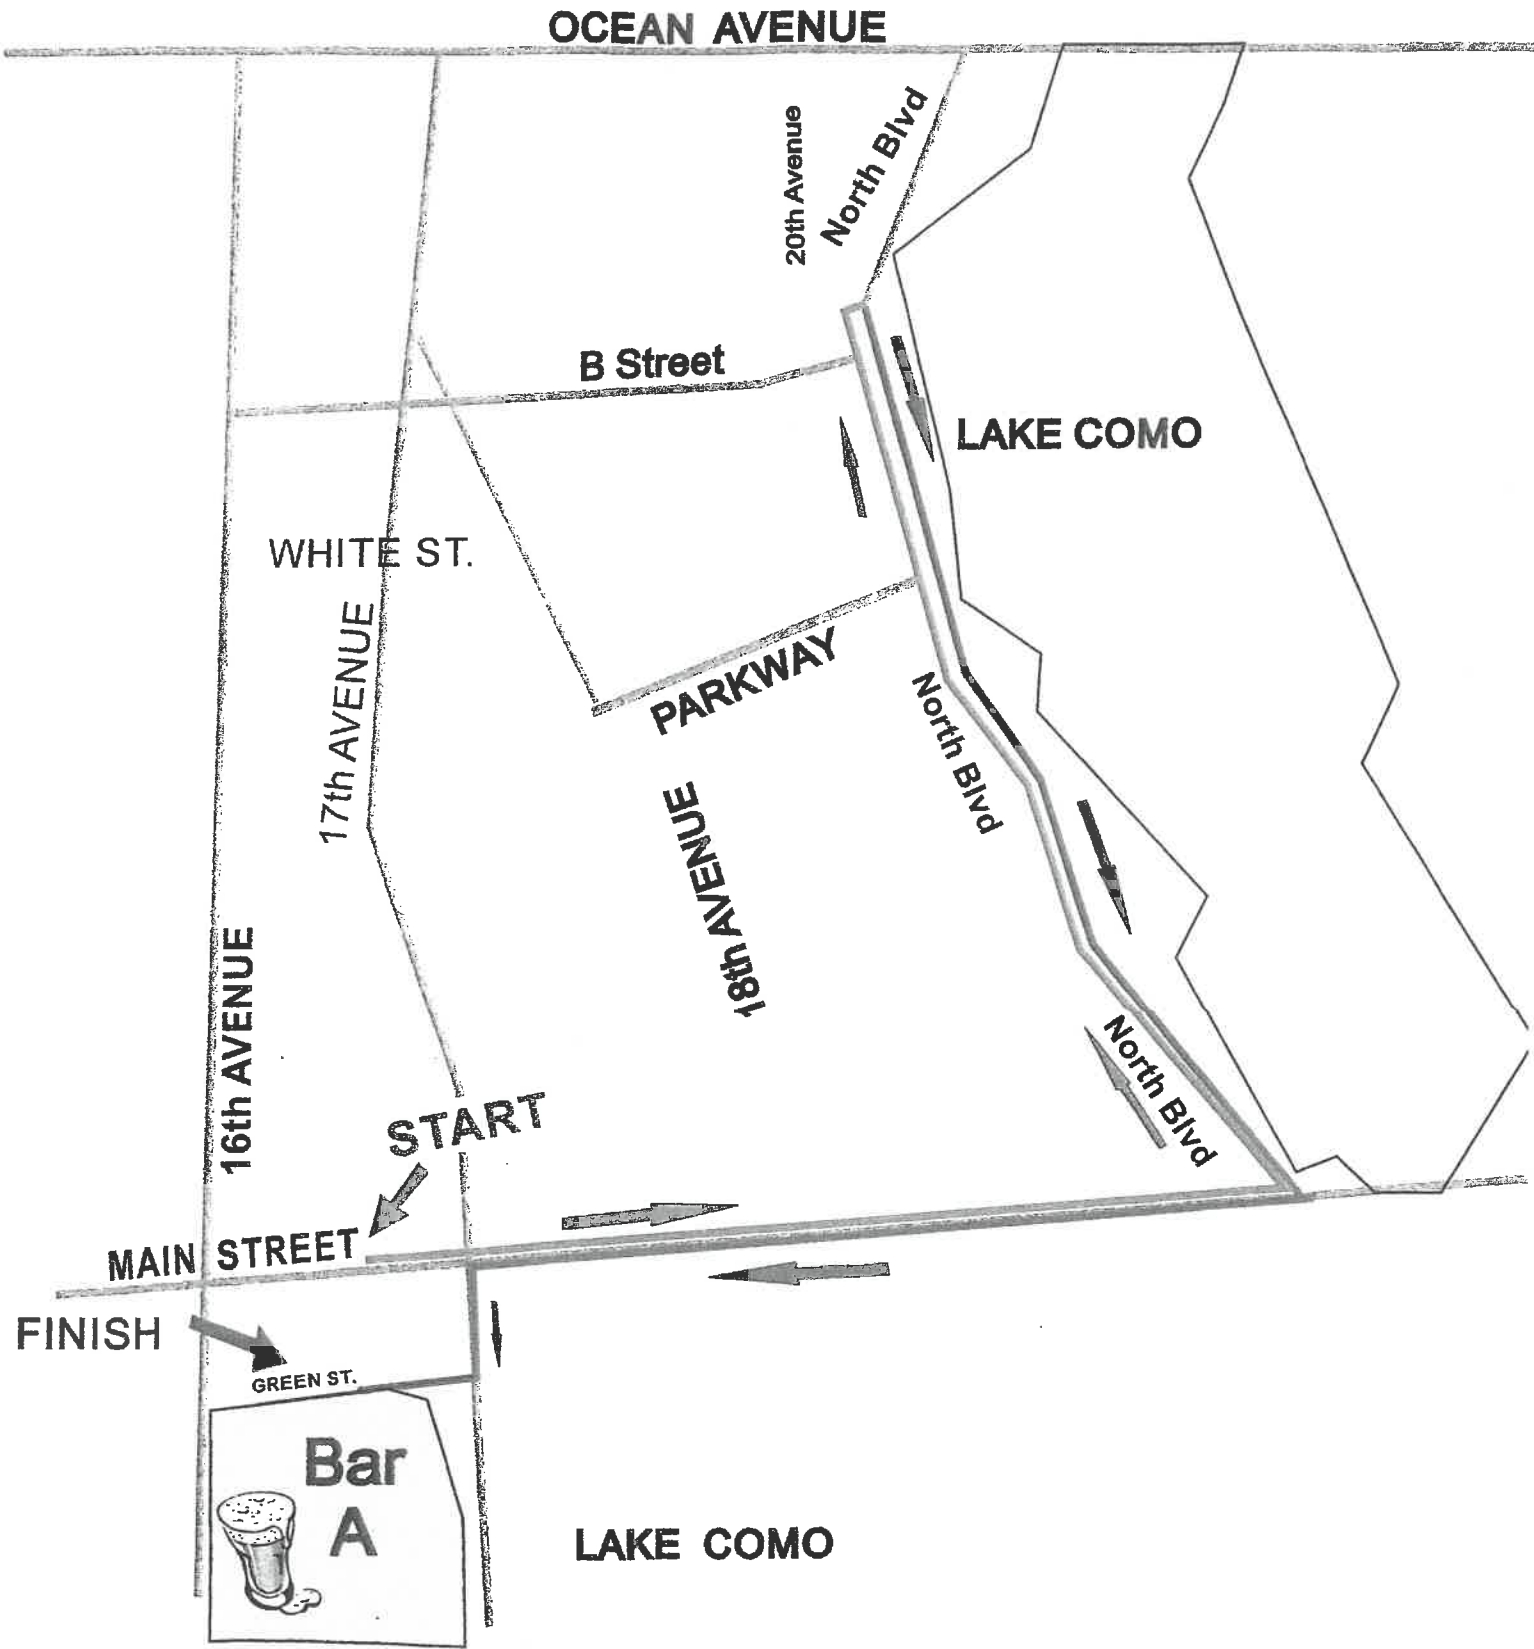 OCEAN AVENUE
20th Avenue
North Blvd
B Street
LAKE COMO
WHITE ST.
17th AVENUE
PARKWAY
North Blvd
18th AVENUE
16th AVENUE
North Blvd
START
MAIN STREET
FINISH
GREEN ST.
Bar
A
LAKE COMO